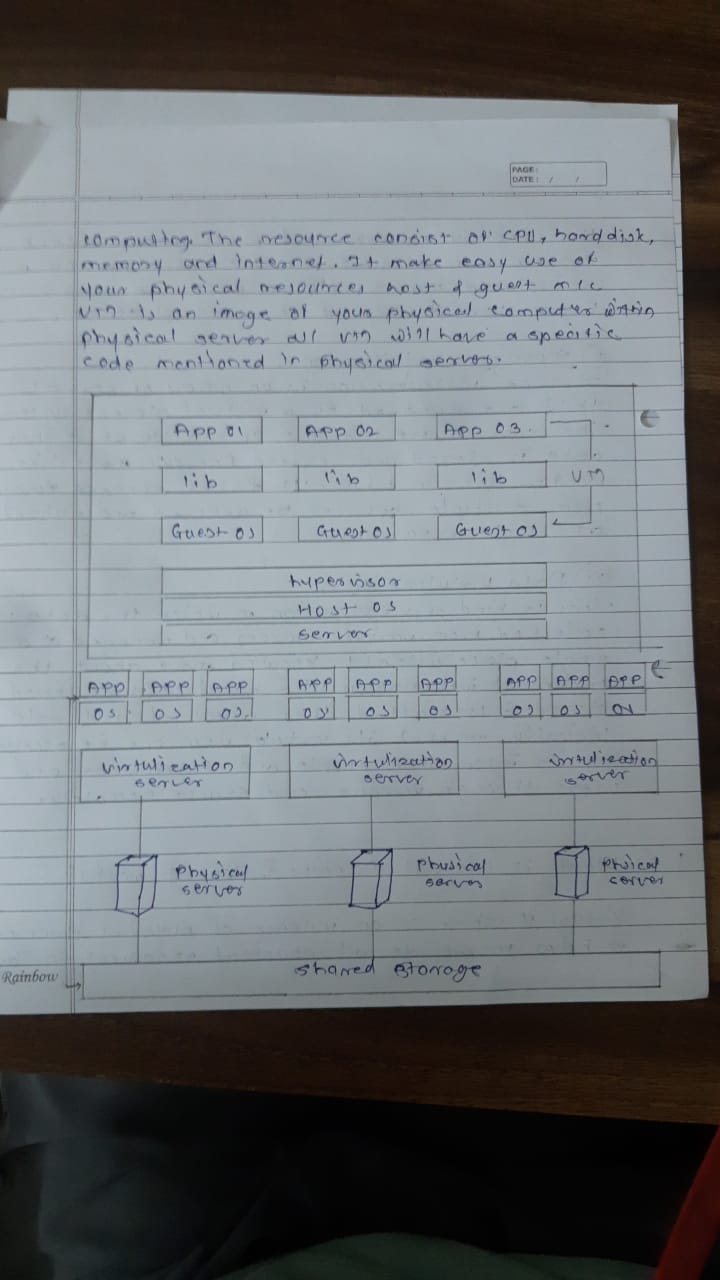 PAGE:
DATE: / /
computing. The resource consist of CPU, hard disk,
memory and internet. It make easy use of
your physical resources host & guest m/c
VM is an image of your physical computer within
physical server all VM will have a specific
code mentioned in physical server.
App 01 App 02 App 03
lib lib lib VM
Guest OS Guest OS Guest OS
hypervisor
Host OS
server
APP APP APP APP APP APP APP APP APP
OS OS OS OS OS OS OS OS OS
virtulization virtulization virtulization
server server server
Physical Phusical Phsical
server server server
Rainbow shared storage